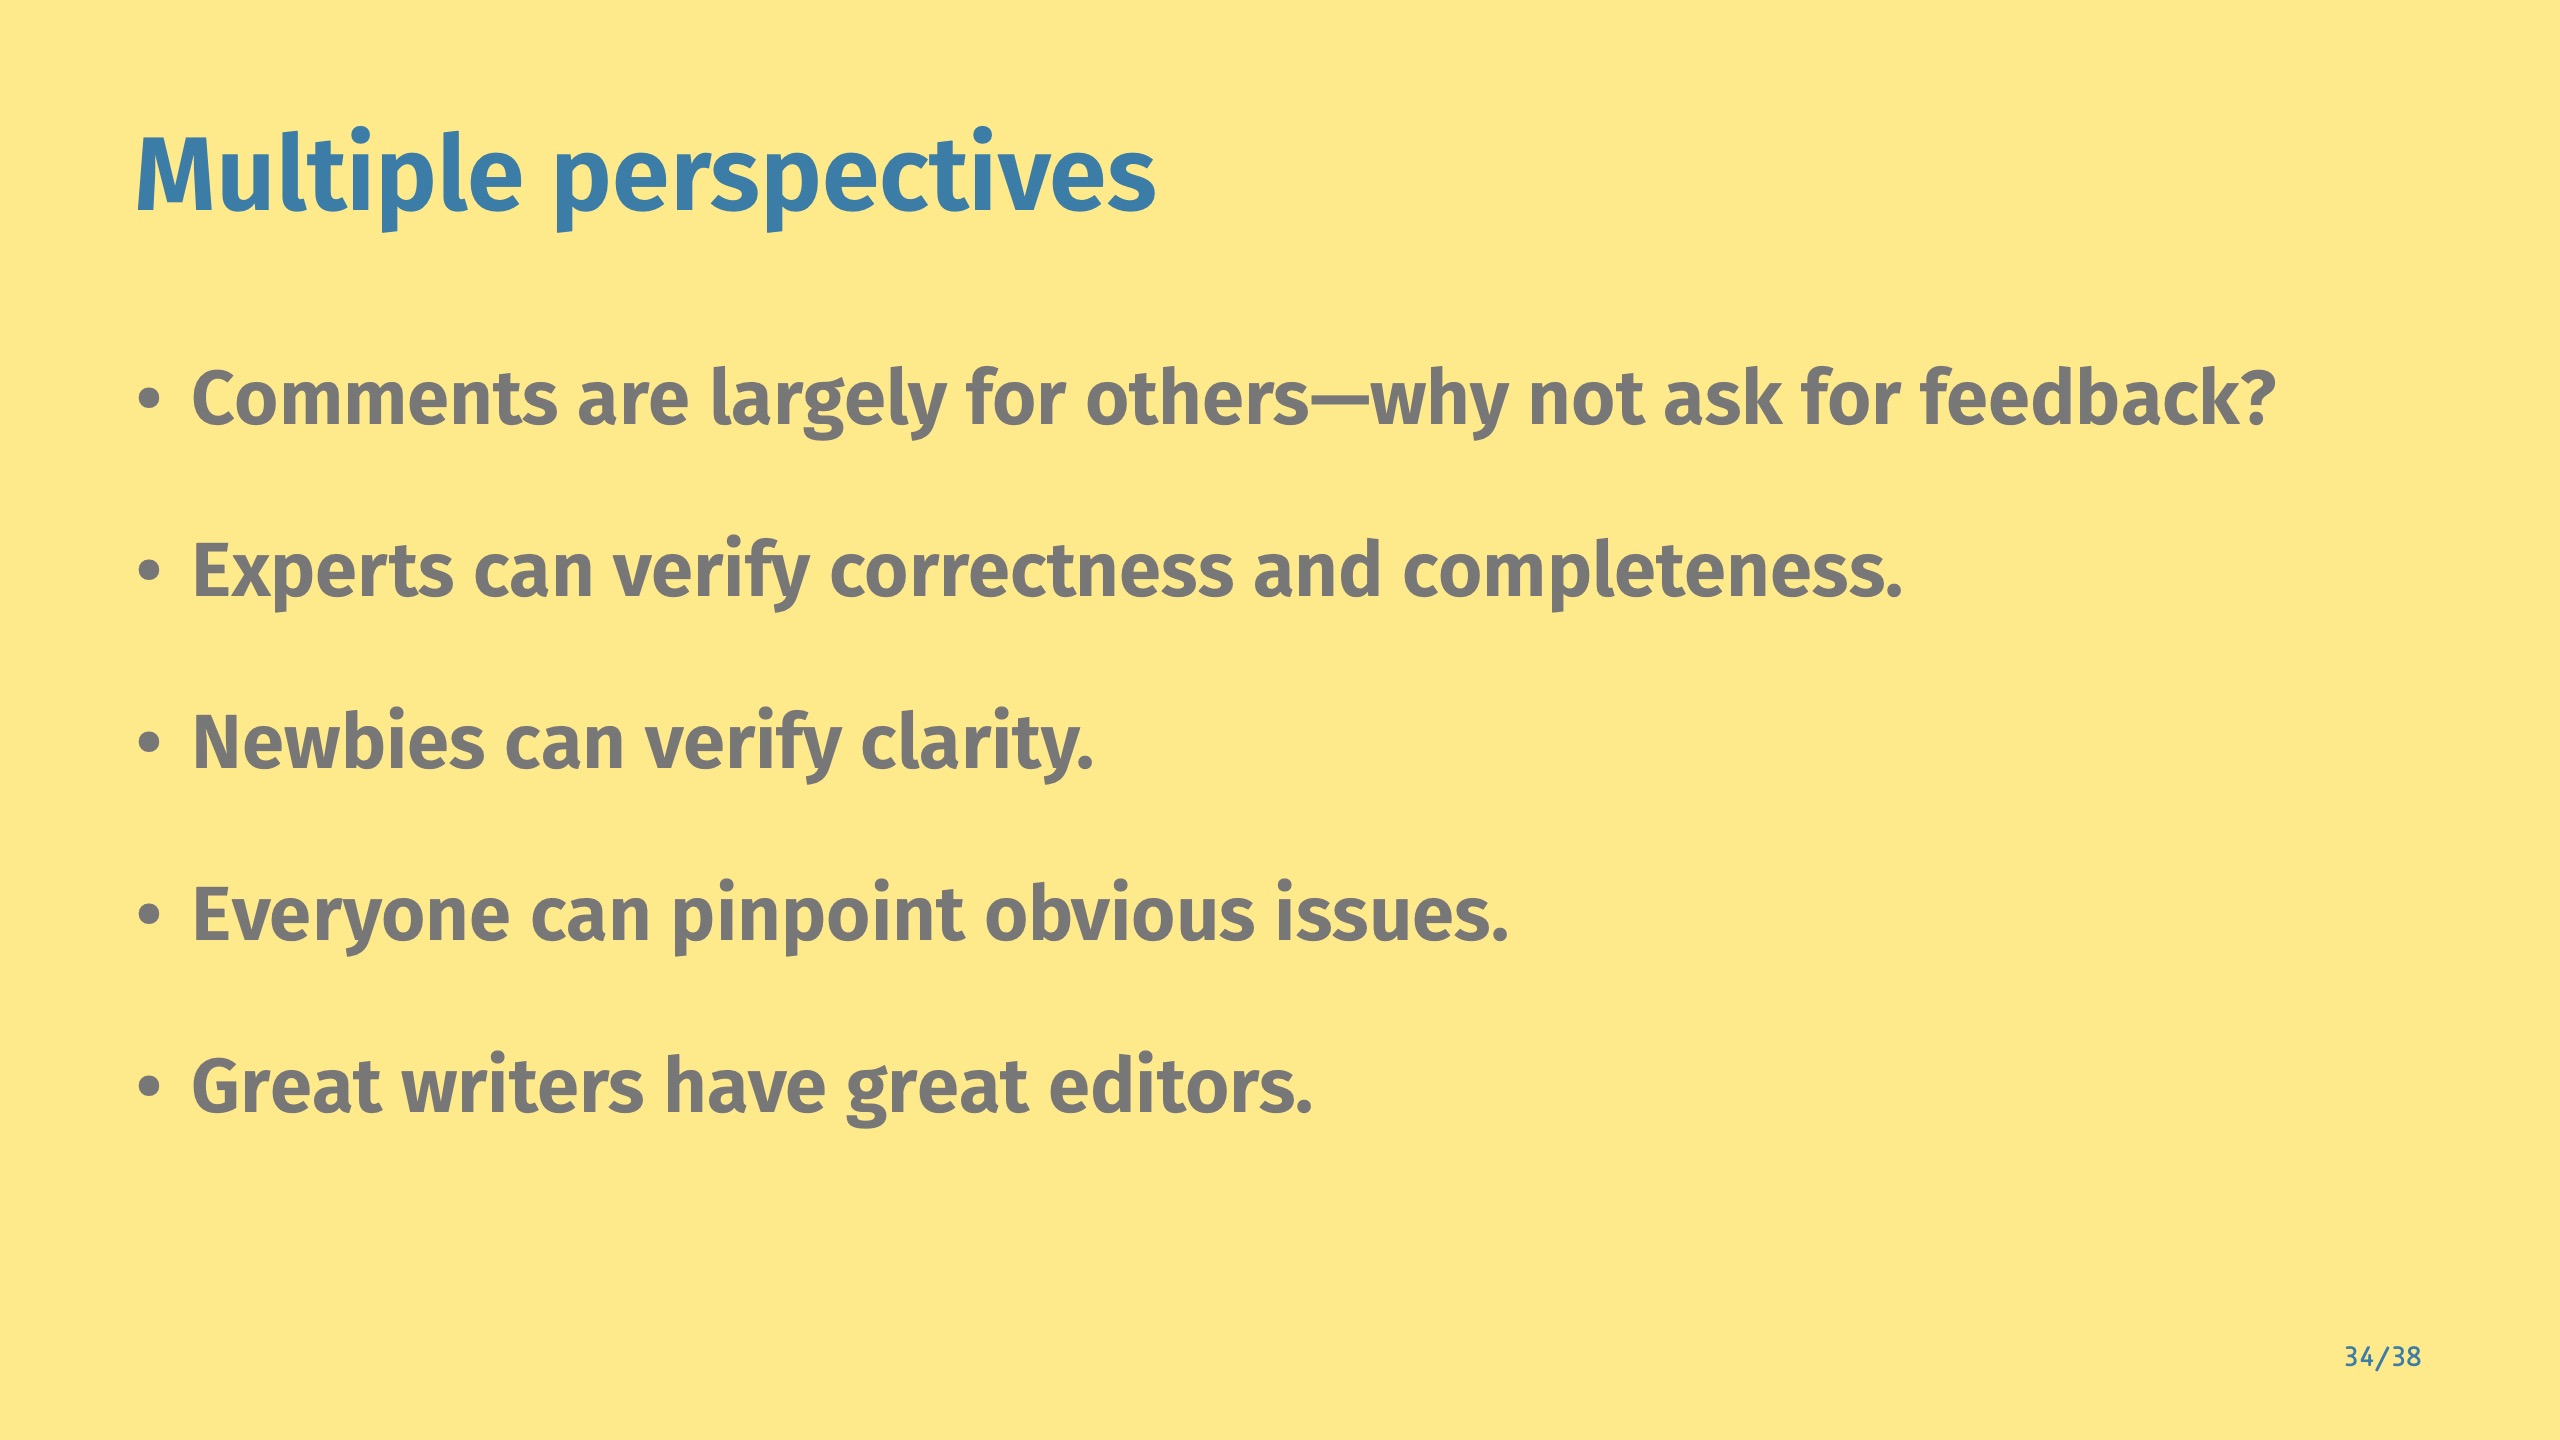 Multiple perspectives
• Comments are largely for others—why not ask for feedback?
• Experts can verify correctness and completeness.
• Newbies can verify clarity.
• Everyone can pinpoint obvious issues.
• Great writers have great editors.
34/38